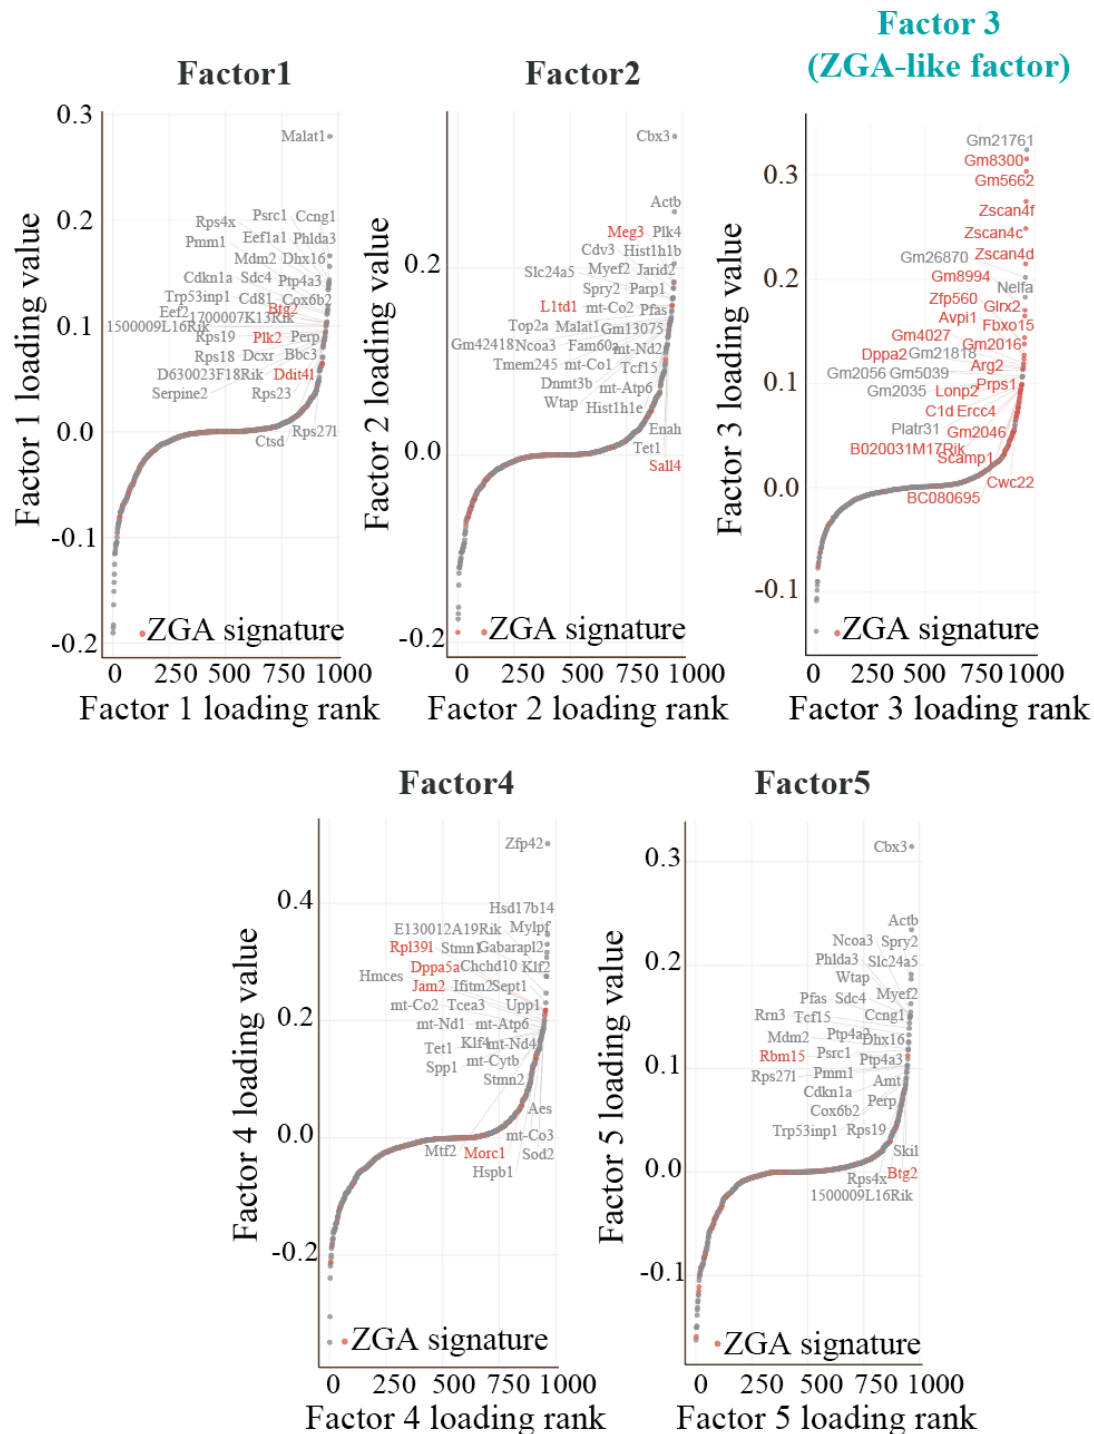 Factor1
Factor2
Factor 3
(ZGA-like factor)
Factor 1 loading value
0.3
0.2
0.1
0.0
-0.1
-0.2
Malat1
Psrc1 Ccng1
Rps4x
Eef1a1 Phlda3
Pmm1
Mdm2 Dhx16
Cdkn1a Sdc4 Ptp4a3
Trp53inp1 Cd81 Cox6b2
Eef2 Btg2
1700007K13Rik
1500009L16Rik
Rps19 Plk2 Perp
Rps18 Dcxr Bbc3
D630023F18Rik Ddit4l
Serpine2 Rps23
Ctsd Rps27l
ZGA signature
0 250 500 750 1000
Factor 1 loading rank
Factor 2 loading value
0.2
0.0
-0.2
Cbx3
Actb
Meg3 Plk4
Cdv3 Hist1h1b
Slc24a5 Myef2 Jarid2
Spry2 Parp1
L1td1 mt-Co2 Pfas
Top2a Malat1 Gm13075
Gm42418 Ncoa3 Fam60a mt-Nd2
Tmem245 mt-Co1 Tcf15
Dnmt3b mt-Atp6
Wtap Hist1h1e
Enah
Tet1
Sall4
ZGA signature
0 250 500 750 1000
Factor 2 loading rank
Factor 3 loading value
0.3
0.2
0.1
0.0
-0.1
Gm21761
Gm8300
Gm5662
Zscan4f
Zscan4c
Zscan4d
Gm26870
Gm8994
Nelfa
Zfp560
Glrx2
Avpi1
Fbxo15
Gm4027 Gm2016
Dppa2 Gm21818
Arg2
Gm2056 Gm5039
Gm2035 Lonp2 Prps1
C1d Ercc4
Platr31 Gm2046
B020031M17Rik
Scamp1
Cwc22
BC080695
ZGA signature
0 250 500 750 1000
Factor 3 loading rank
Factor4
Factor5
Factor 4 loading value
0.4
0.2
0.0
-0.2
Zfp42
Hsd17b14
E130012A19Rik Mylpf
Rpl39l Stmn1 Gabarapl2
Dppa5a Chchd10 Klf2
Hmces
Jam2 Ifitm2 Sept1
mt-Co2 Tcea3 Upp1
mt-Nd1 mt-Atp6
Tet1 Klf4 mt-Nd4
Spp1 mt-Cytb
Stmn2
Aes
mt-Co3
Mtf2 Morc1 Sod2
Hspb1
ZGA signature
0 250 500 750 1000
Factor 4 loading rank
Factor 5 loading value
0.3
0.2
0.1
0.0
-0.1
Cbx3
Actb
Ncoa3 Spry2
Phlda3 Slc24a5
Wtap
Pfas Sdc4 Myef2
Rrn3 Tcf15 Ccng1
Mdm2 Ptp4a2 Dhx16
Rbm15 Psrc1 Ptp4a3
Rps27l Pmm1 Amt
Cdkn1a
Cox6b2 Perp
Trp53inp1 Rps19
Skil
Rps4x Btg2
1500009L16Rik
ZGA signature
0 250 500 750 1000
Factor 5 loading rank